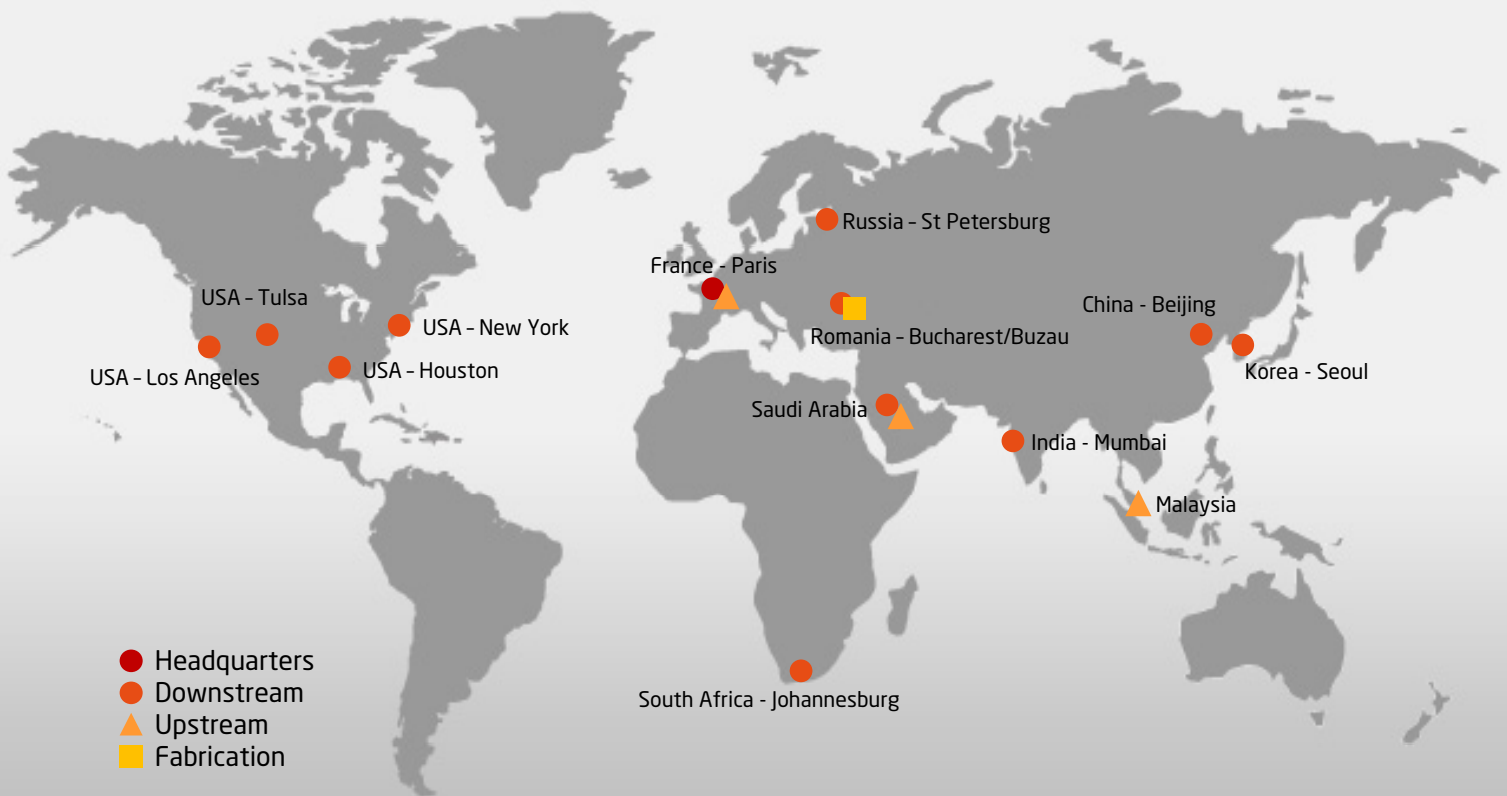 Russia – St Petersburg
France - Paris
USA – Tulsa
China - Beijing
USA – New York
Romania – Bucharest/Buzau
USA – Los Angeles
USA – Houston
Korea - Seoul
Saudi Arabia
India - Mumbai
Malaysia
Headquarters
Downstream
South Africa - Johannesburg
Upstream
Fabrication